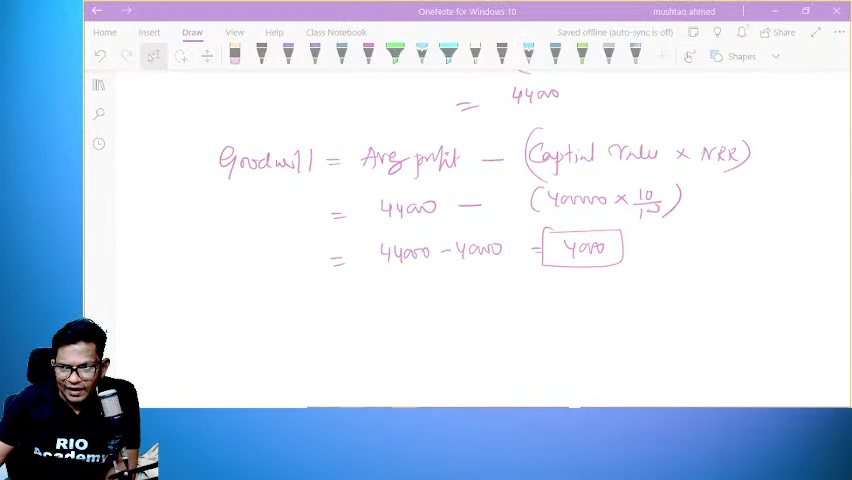 OneNote for Windows 10
mushtaq ahmed
Home Insert Draw View Help Class Notebook
Saved offline (auto-sync is off)
Share
Shapes
= 44000
Goodwill = Avg profit - (Captial Value × NRR)
= 44000 - (400000 × 10/100)
= 44000 - 40000 = 4000
RIO
Academy